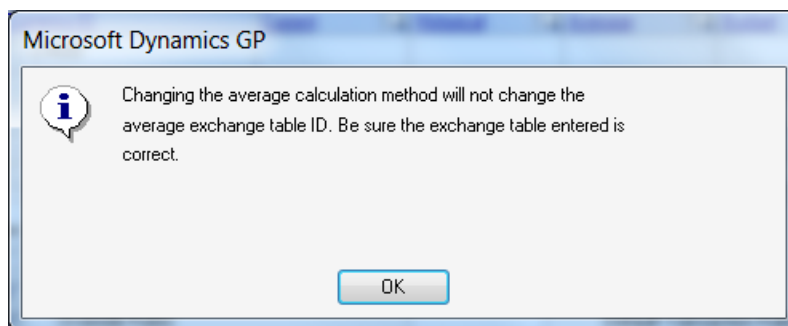 Microsoft Dynamics GP
Changing the average calculation method will not change the
average exchange table ID. Be sure the exchange table entered is
correct.
OK